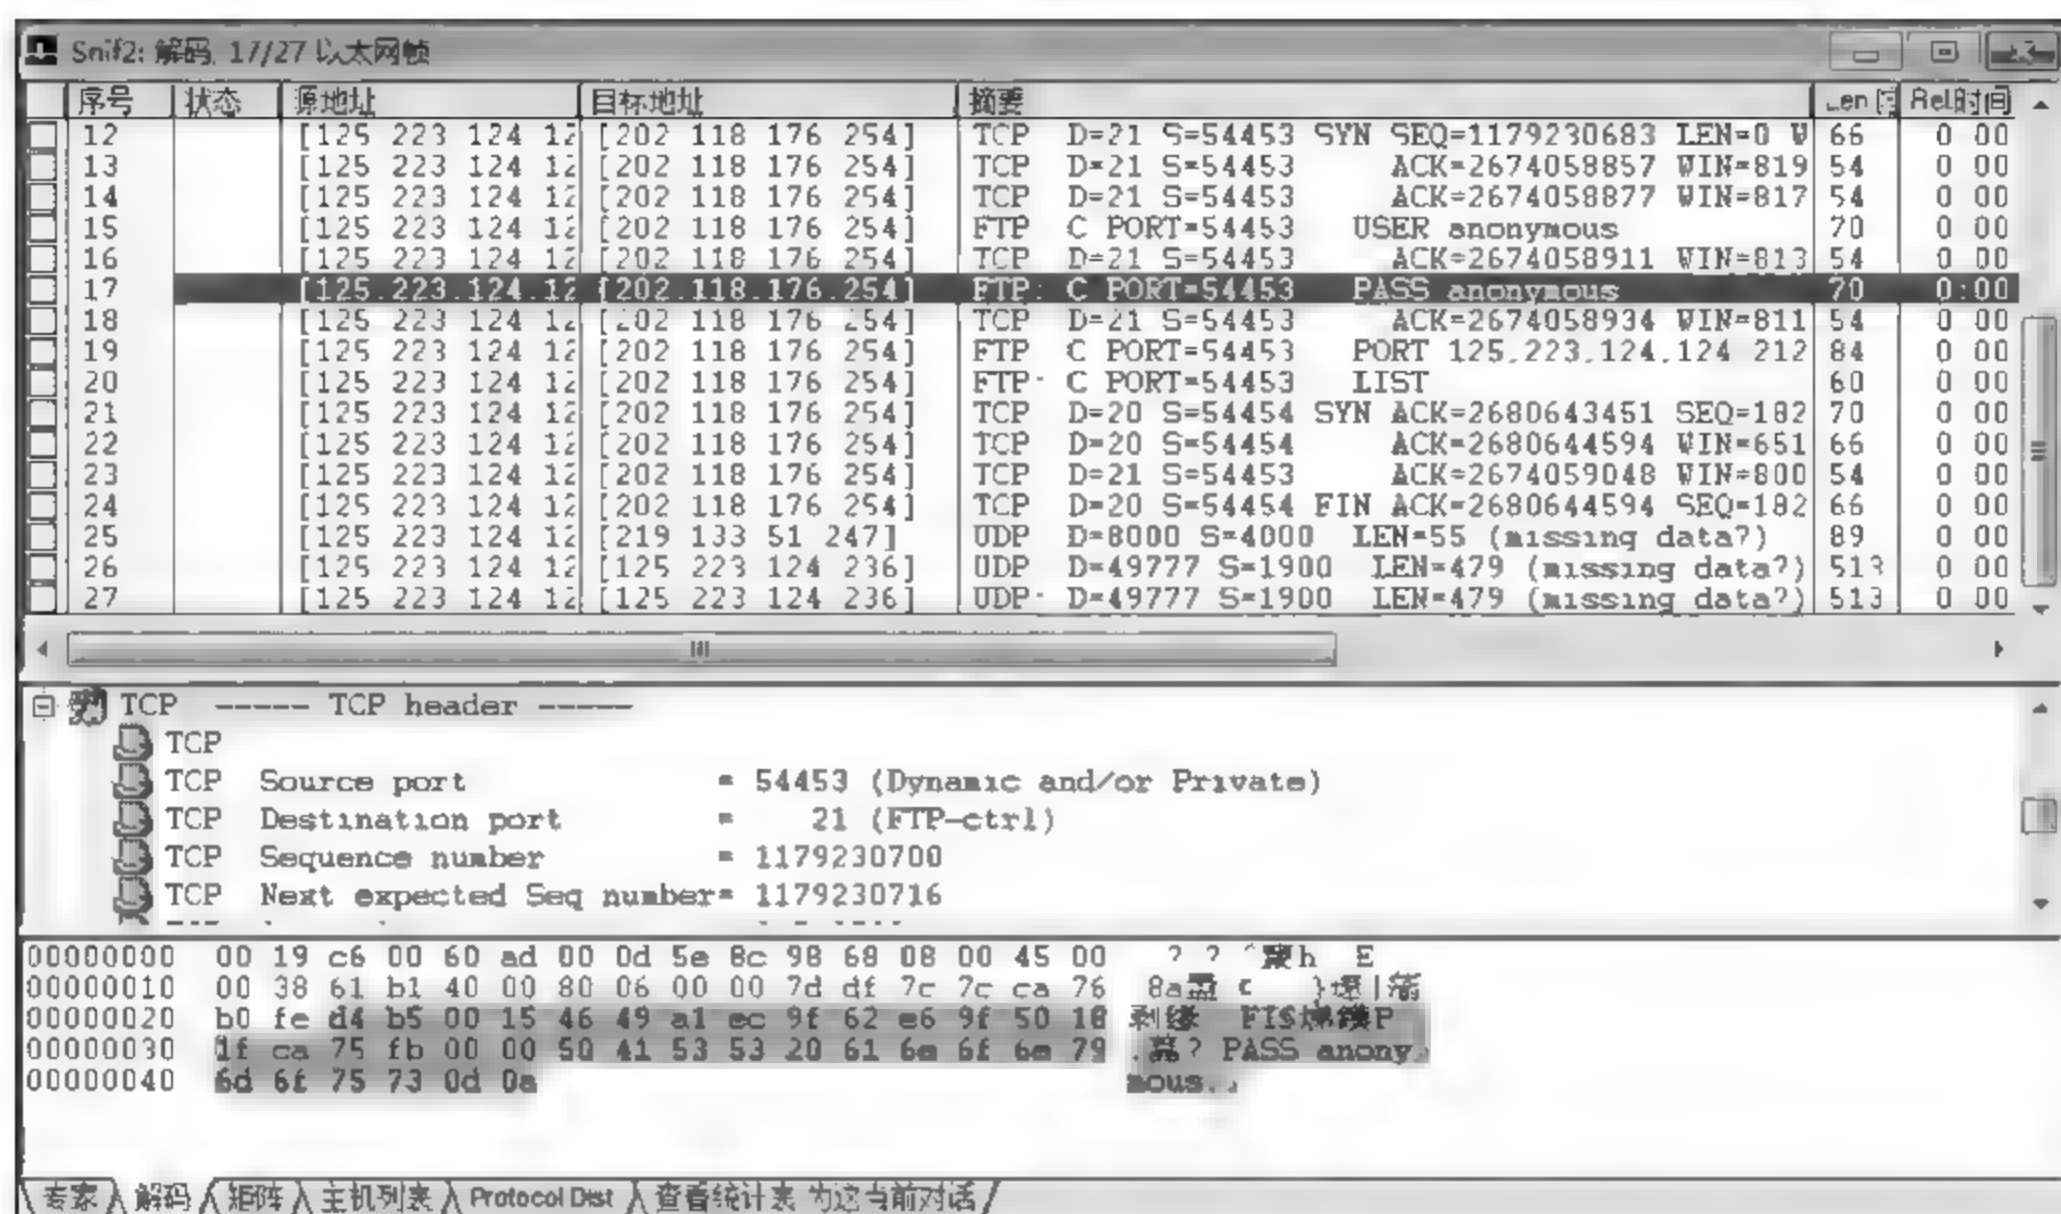 Snif2: 解码, 17/27 以太网帧
序号 状态 源地址 目标地址 摘要 Len [ Rel.时间
12 [125 223 124 12 [202 118 176 254] TCP D=21 S=54453 SYN SEQ=1179230683 LEN=0 W 66 0 00
13 [125 223 124 12 [202 118 176 254] TCP D=21 S=54453 ACK=2674058857 WIN=819 54 0 00
14 [125 223 124 12 [202 118 176 254] TCP D=21 S=54453 ACK=2674058877 WIN=817 54 0 00
15 [125 223 124 12 [202 118 176 254] FTP C PORT=54453 USER anonymous 70 0 00
16 [125 223 124 12 [202 118 176 254] TCP D=21 S=54453 ACK=2674058911 WIN=813 54 0 00
17 [125.223.124.12 [202.118.176.254] FTP: C PORT=54453 PASS anonymous 70 0:00
18 [125 223 124 12 [202 118 176 254] TCP D=21 S=54453 ACK=2674058934 WIN=811 54 0 00
19 [125 223 124 12 [202 118 176 254] FTP C PORT=54453 PORT 125,223,124,124 212 84 0 00
20 [125 223 124 12 [202 118 176 254] FTP C PORT=54453 LIST 60 0 00
21 [125 223 124 12 [202 118 176 254] TCP D=20 S=54454 SYN ACK=2680643451 SEQ=182 70 0 00
22 [125 223 124 12 [202 118 176 254] TCP D=20 S=54454 ACK=2680644594 WIN=651 66 0 00
23 [125 223 124 12 [202 118 176 254] TCP D=21 S=54453 ACK=2674059048 WIN=800 54 0 00
24 [125 223 124 12 [202 118 176 254] TCP D=20 S=54454 FIN ACK=2680644594 SEQ=182 66 0 00
25 [125 223 124 12 [219 133 51 247] UDP D=8000 S=4000 LEN=55 (missing data?) 89 0 00
26 [125 223 124 12 [125 223 124 236] UDP D=49777 S=1900 LEN=479 (missing data?) 513 0 00
27 [125 223 124 12 [125 223 124 236] UDP D=49777 S=1900 LEN=479 (missing data?) 513 0 00
TCP ----- TCP header -----
TCP
TCP Source port = 54453 (Dynamic and/or Private)
TCP Destination port = 21 (FTP-ctrl)
TCP Sequence number = 1179230700
TCP Next expected Seq number= 1179230716
00000000 00 19 c6 00 60 ad 00 0d 5e 8c 98 68 08 00 45 00 ? ? ^ h E
00000010 00 38 61 b1 40 00 80 06 00 00 7d df 7c 7c ca 76 8a
00000020 b0 fe d4 b5 00 15 46 49 a1 ec 9f 62 e6 9f 50 18 FI P
00000030 1f ca 75 fb 00 00 50 41 53 53 20 61 6e 6f 6e 79 ? PASS anony
00000040 6d 6f 75 73 0d 0a mous..
专家 解码 矩阵 主机列表 Protocol Dist 查看统计表 为这当前对话